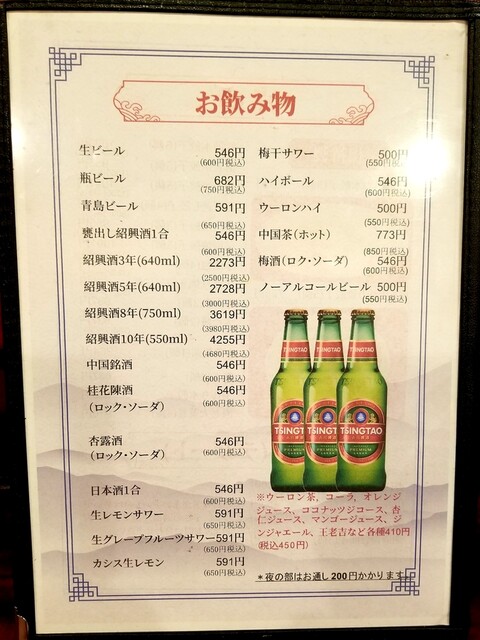 お飲み物
生ビール 546円
(600円税込)
瓶ビール 682円
(750円税込)
青島ビール 591円
(650円税込)
甕出し紹興酒1合 546円
(600円税込)
紹興酒3年(640ml) 2273円
(2500円税込)
紹興酒5年(640ml) 2728円
(3000円税込)
紹興酒8年(750ml) 3619円
(3980円税込)
紹興酒10年(550ml) 4255円
(4680円税込)
中国銘酒 546円
(600円税込)
桂花陳酒 546円
(ロック・ソーダ) (600円税込)
杏露酒 546円
(ロック・ソーダ) (600円税込)
日本酒1合 546円
(600円税込)
生レモンサワー 591円
(650円税込)
生グレープフルーツサワー 591円
(650円税込)
カシス生レモン 591円
(650円税込)
梅干サワー 500円
(550円税込)
ハイボール 546円
(600円税込)
ウーロンハイ 500円
(550円税込)
中国茶(ホット) 773円
(850円税込)
梅酒(ロク・ソーダ) 546円
(600円税込)
ノーアルコールビール 500円
(550円税込)
TSINGTAO TSINGTAO TSINGTAO
TSINGTAO TSINGTAO TSINGTAO
※ウーロン茶、コーラ、オレンジ
ジュース、ココナッツジコース、杏
仁ジュース、マンゴージュース、ジ
ンジャエール、王老吉など各種410円
(税込450円)
*夜の部はお通し200円かかります。